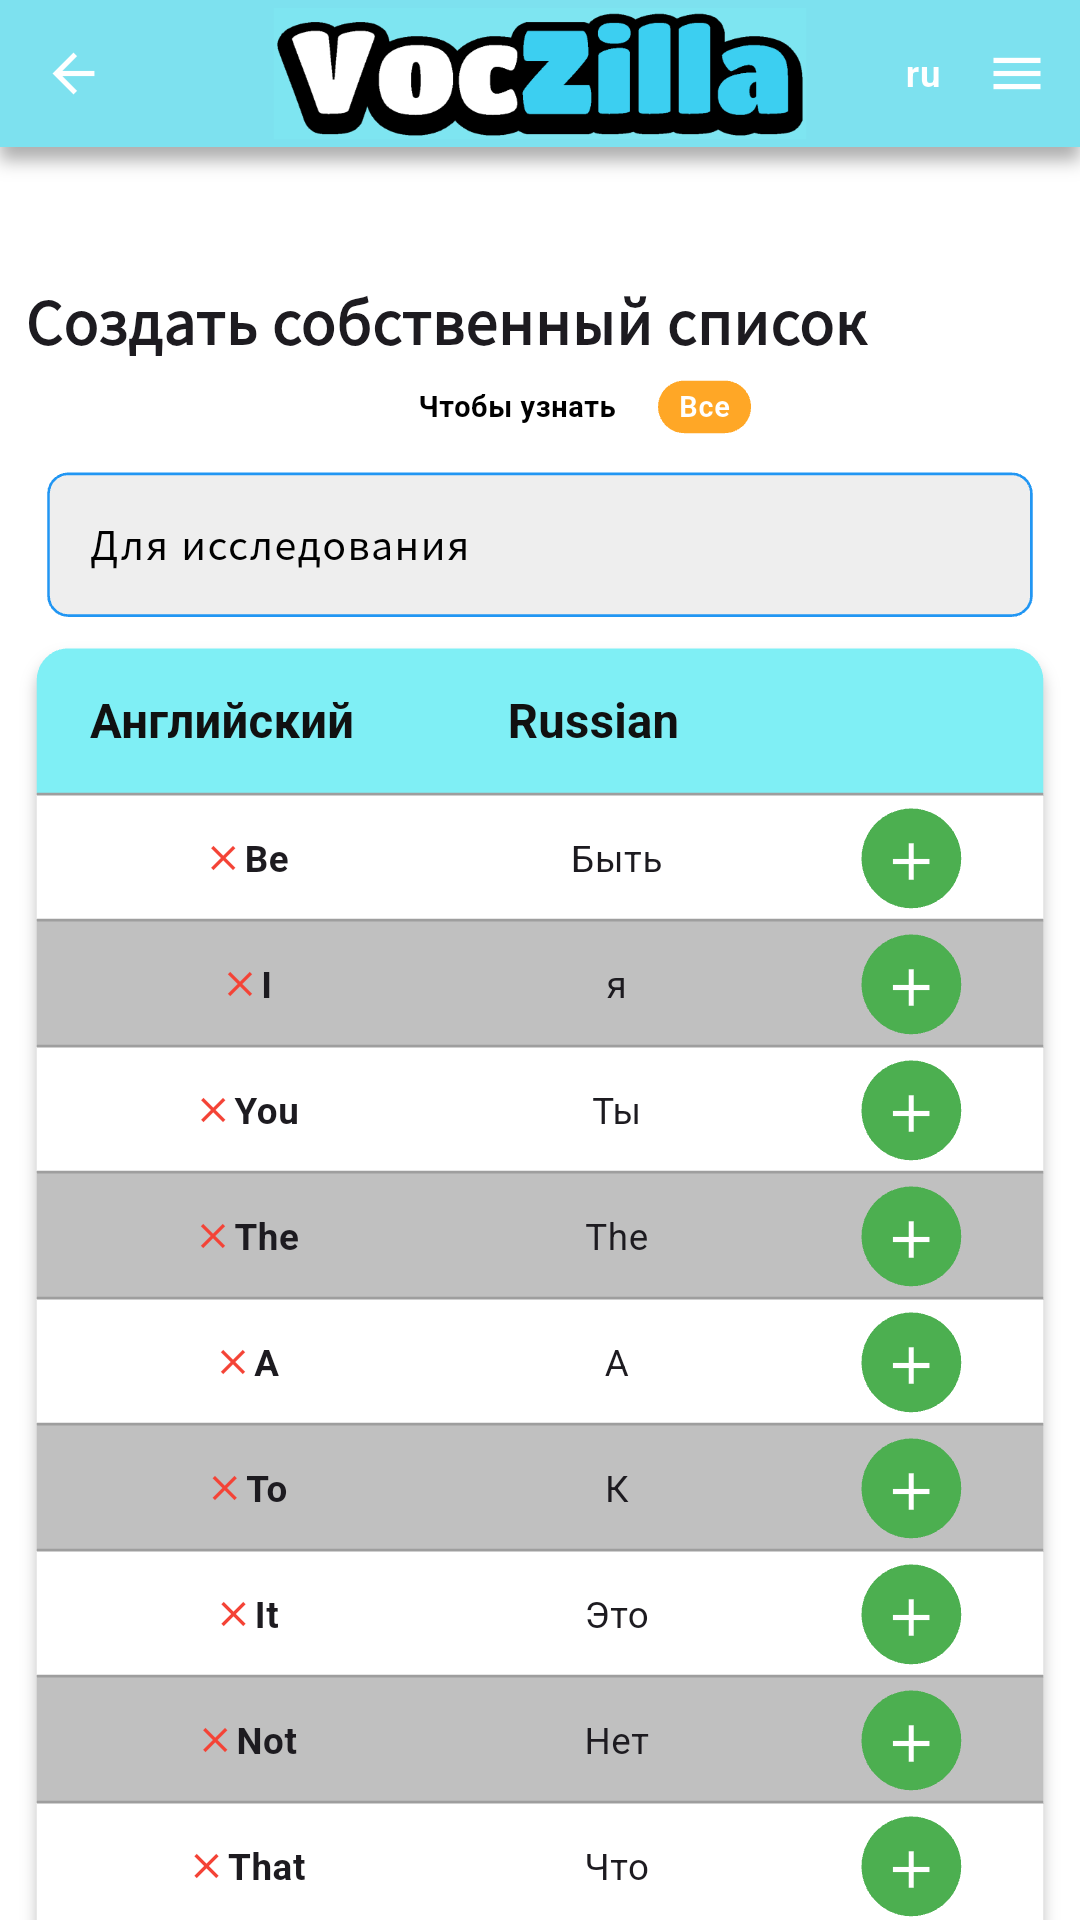 VocZilla
ru
Создать собственный список
Чтобы узнать Все
Для исследования
Английский Russian
Be Быть
I я
You Ты
The The
A А
To К
It Это
Not Нет
That Что